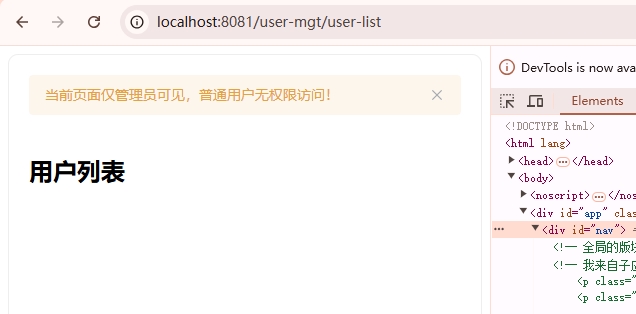 localhost:8081/user-mgt/user-list
DevTools is now ava
当前页面仅管理员可见，普通用户无权限访问！
Elements
用户列表
<!DOCTYPE html>
<html lang>
<head> … </head>
<body>
<noscript> … </nos
<div id="app" clas
<div id="nav">
<!— 全局的版块
<!— 我来自子应
<p class="
<p class="